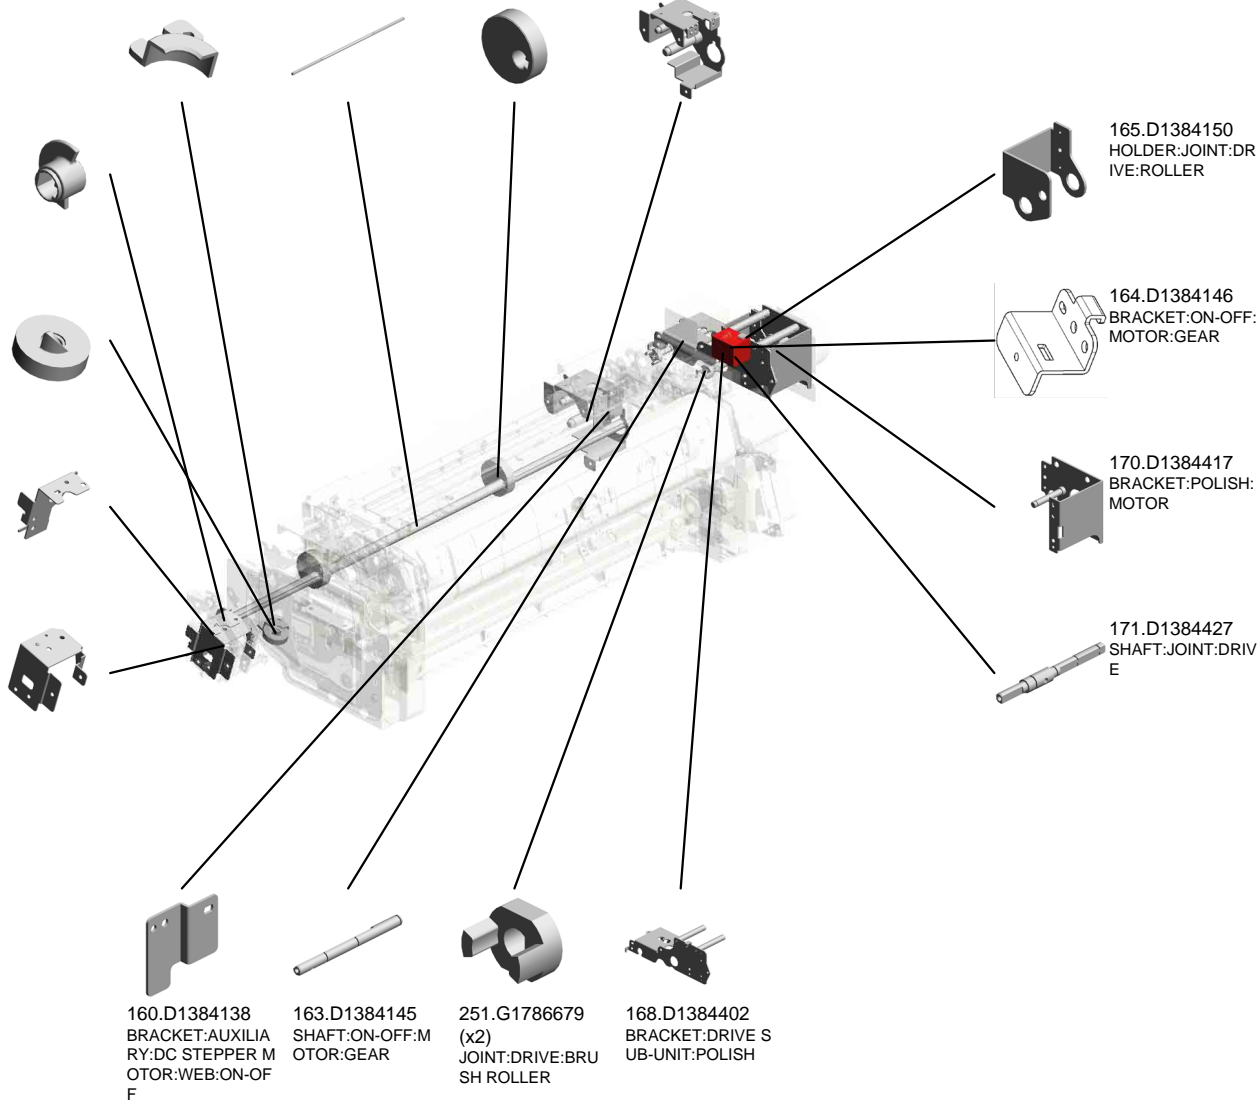 165.D1384150
HOLDER:JOINT:DR
IVE:ROLLER
164.D1384146
BRACKET:ON-OFF:
MOTOR:GEAR
170.D1384417
BRACKET:POLISH:
MOTOR
171.D1384427
SHAFT:JOINT:DRIV
E
160.D1384138
BRACKET:AUXILIA
RY:DC STEPPER M
OTOR:WEB:ON-OF
F
163.D1384145
SHAFT:ON-OFF:M
OTOR:GEAR
251.G1786679
(x2)
JOINT:DRIVE:BRU
SH ROLLER
168.D1384402
BRACKET:DRIVE S
UB-UNIT:POLISH